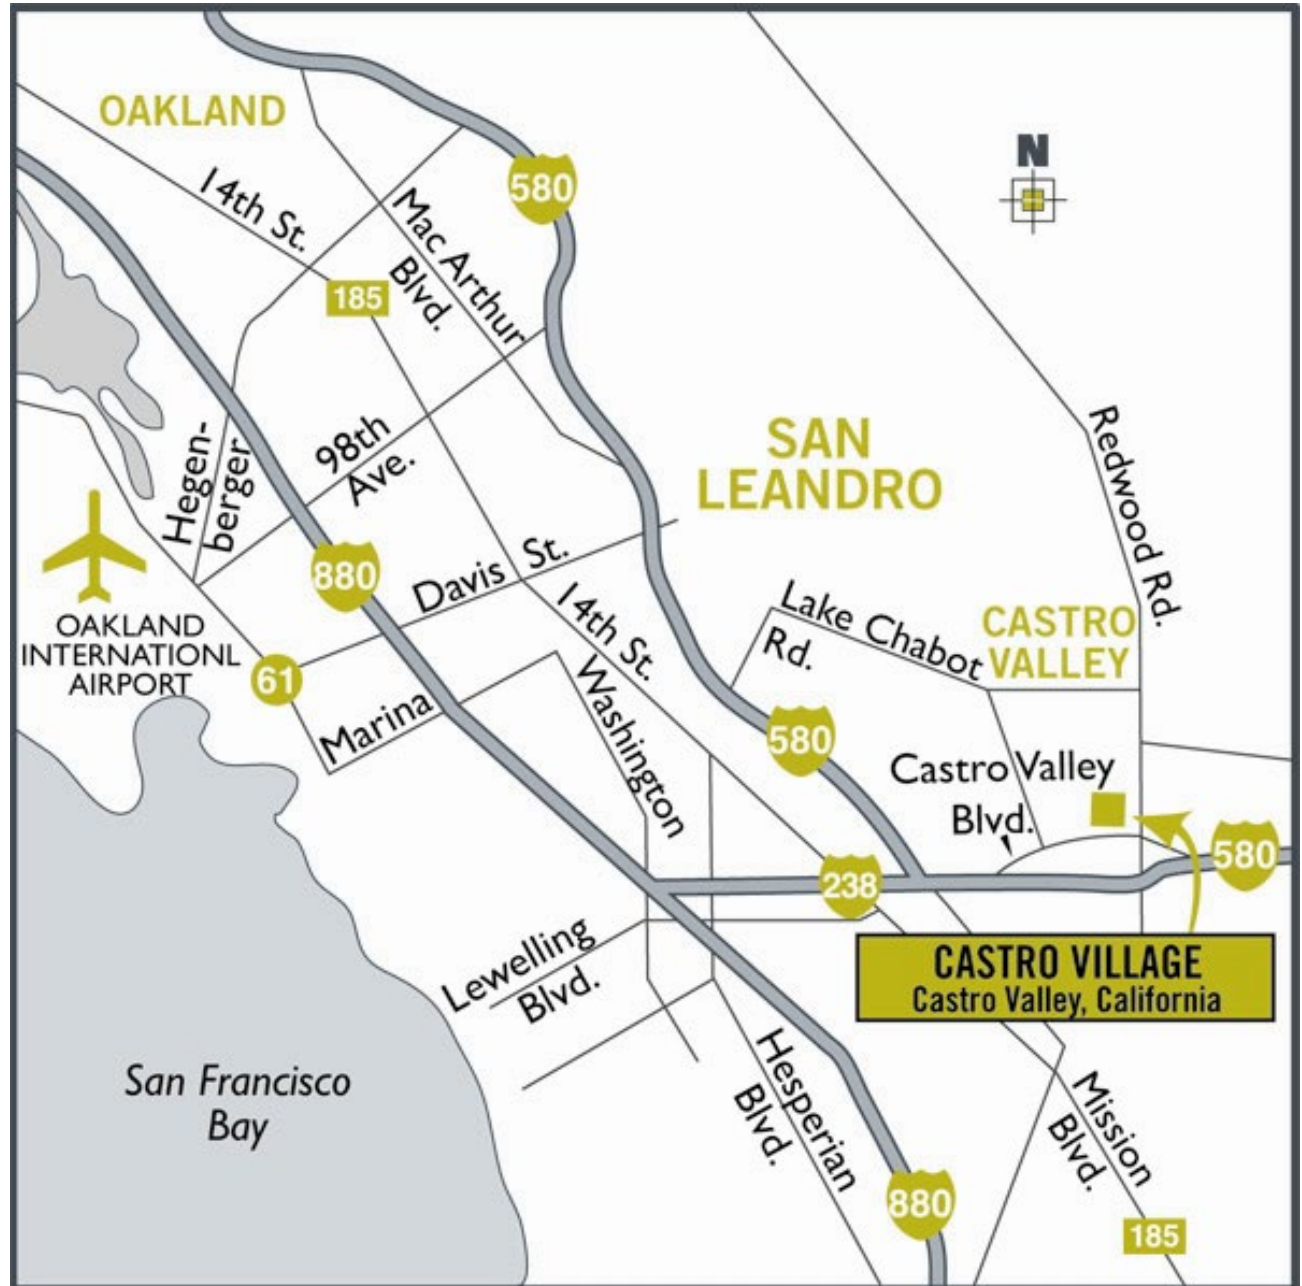 OAKLAND
N
580
14th St.
Mac Arthur
Blvd.
185
Redwood Rd.
98th
Ave.
Hegen-
berger
SAN
LEANDRO
880
Davis St.
OAKLAND
INTERNATIONL
AIRPORT
61
14th St.
Lake Chabot
Rd.
CASTRO
VALLEY
Marina
Washington
580
Castro Valley
Blvd.
580
238
Lewelling
Blvd.
CASTRO VILLAGE
Castro Valley, California
San Francisco
Bay
Hesperian
Blvd.
Mission
Blvd.
880
185